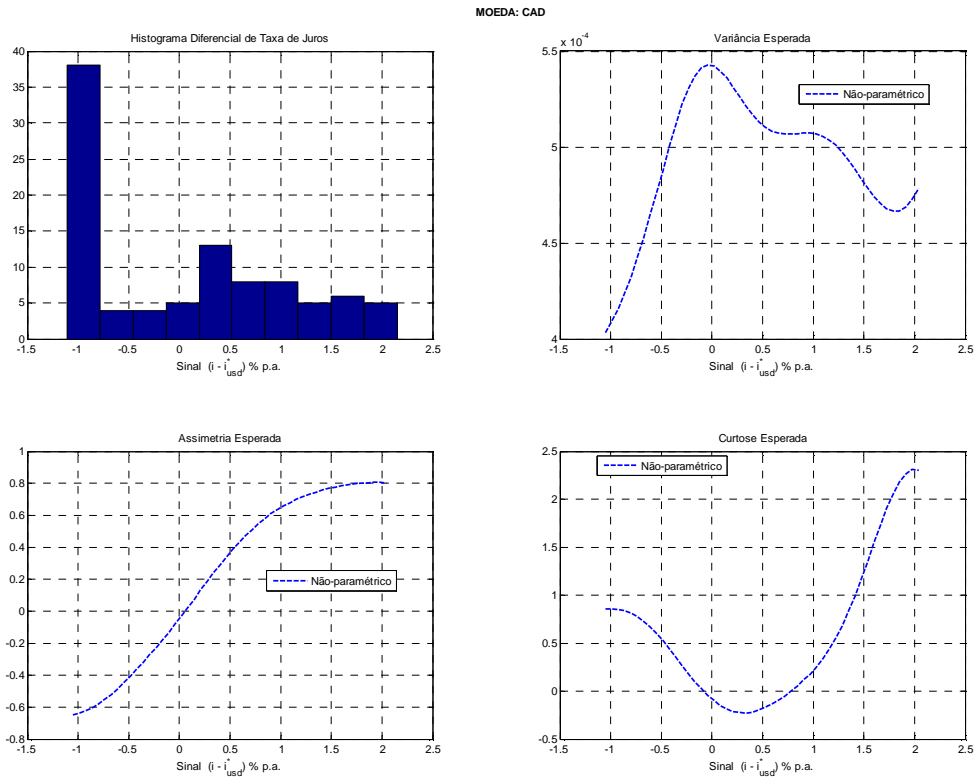 MOEDA: CAD
Histograma Diferencial de Taxa de Juros
40
35
30
25
20
15
10
5
0
-1.5 -1 -0.5 0 0.5 1 1.5 2 2.5
Sinal (i - i*usd) % p.a.
Variância Esperada
x 10-4
5.5
5
4.5
4
Não-paramétrico
-1.5 -1 -0.5 0 0.5 1 1.5 2 2.5
Sinal (i - i*usd) % p.a.
Assimetria Esperada
1
0.8
0.6
0.4
0.2
0
-0.2
-0.4
-0.6
-0.8
Não-paramétrico
-1.5 -1 -0.5 0 0.5 1 1.5 2 2.5
Sinal (i - i*usd) % p.a.
Curtose Esperada
2.5
2
1.5
1
0.5
0
-0.5
Não-paramétrico
-1.5 -1 -0.5 0 0.5 1 1.5 2 2.5
Sinal (i - i*usd) % p.a.